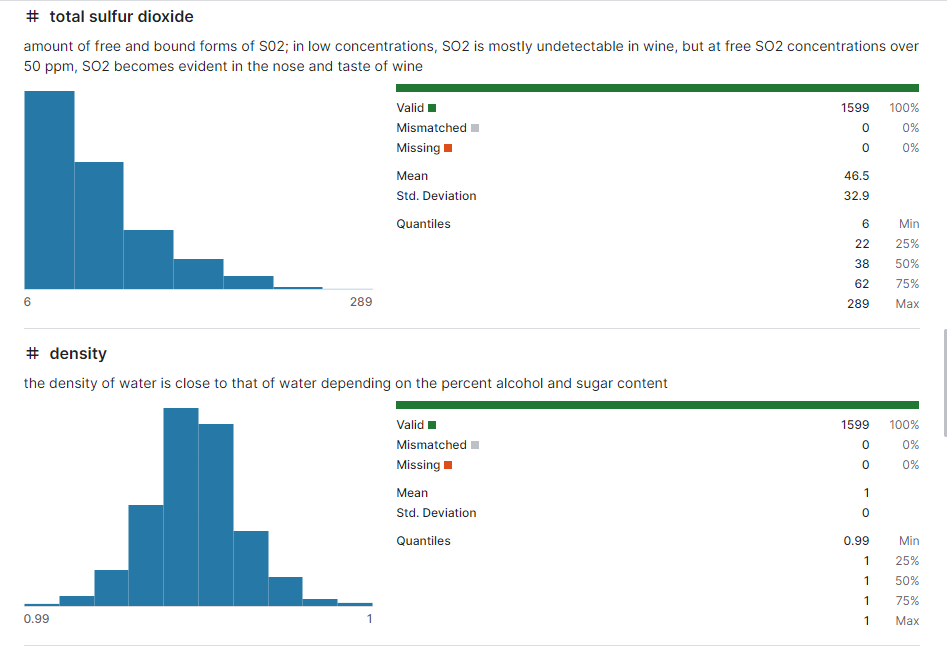 # total sulfur dioxide
amount of free and bound forms of S02; in low concentrations, SO2 is mostly undetectable in wine, but at free SO2 concentrations over
50 ppm, SO2 becomes evident in the nose and taste of wine
Valid 1599 100%
Mismatched 0 0%
Missing 0 0%
Mean 46.5
Std. Deviation 32.9
Quantiles 6 Min
22 25%
38 50%
62 75%
289 Max
6 289
# density
the density of water is close to that of water depending on the percent alcohol and sugar content
Valid 1599 100%
Mismatched 0 0%
Missing 0 0%
Mean 1
Std. Deviation 0
Quantiles 0.99 Min
1 25%
1 50%
1 75%
1 Max
0.99 1